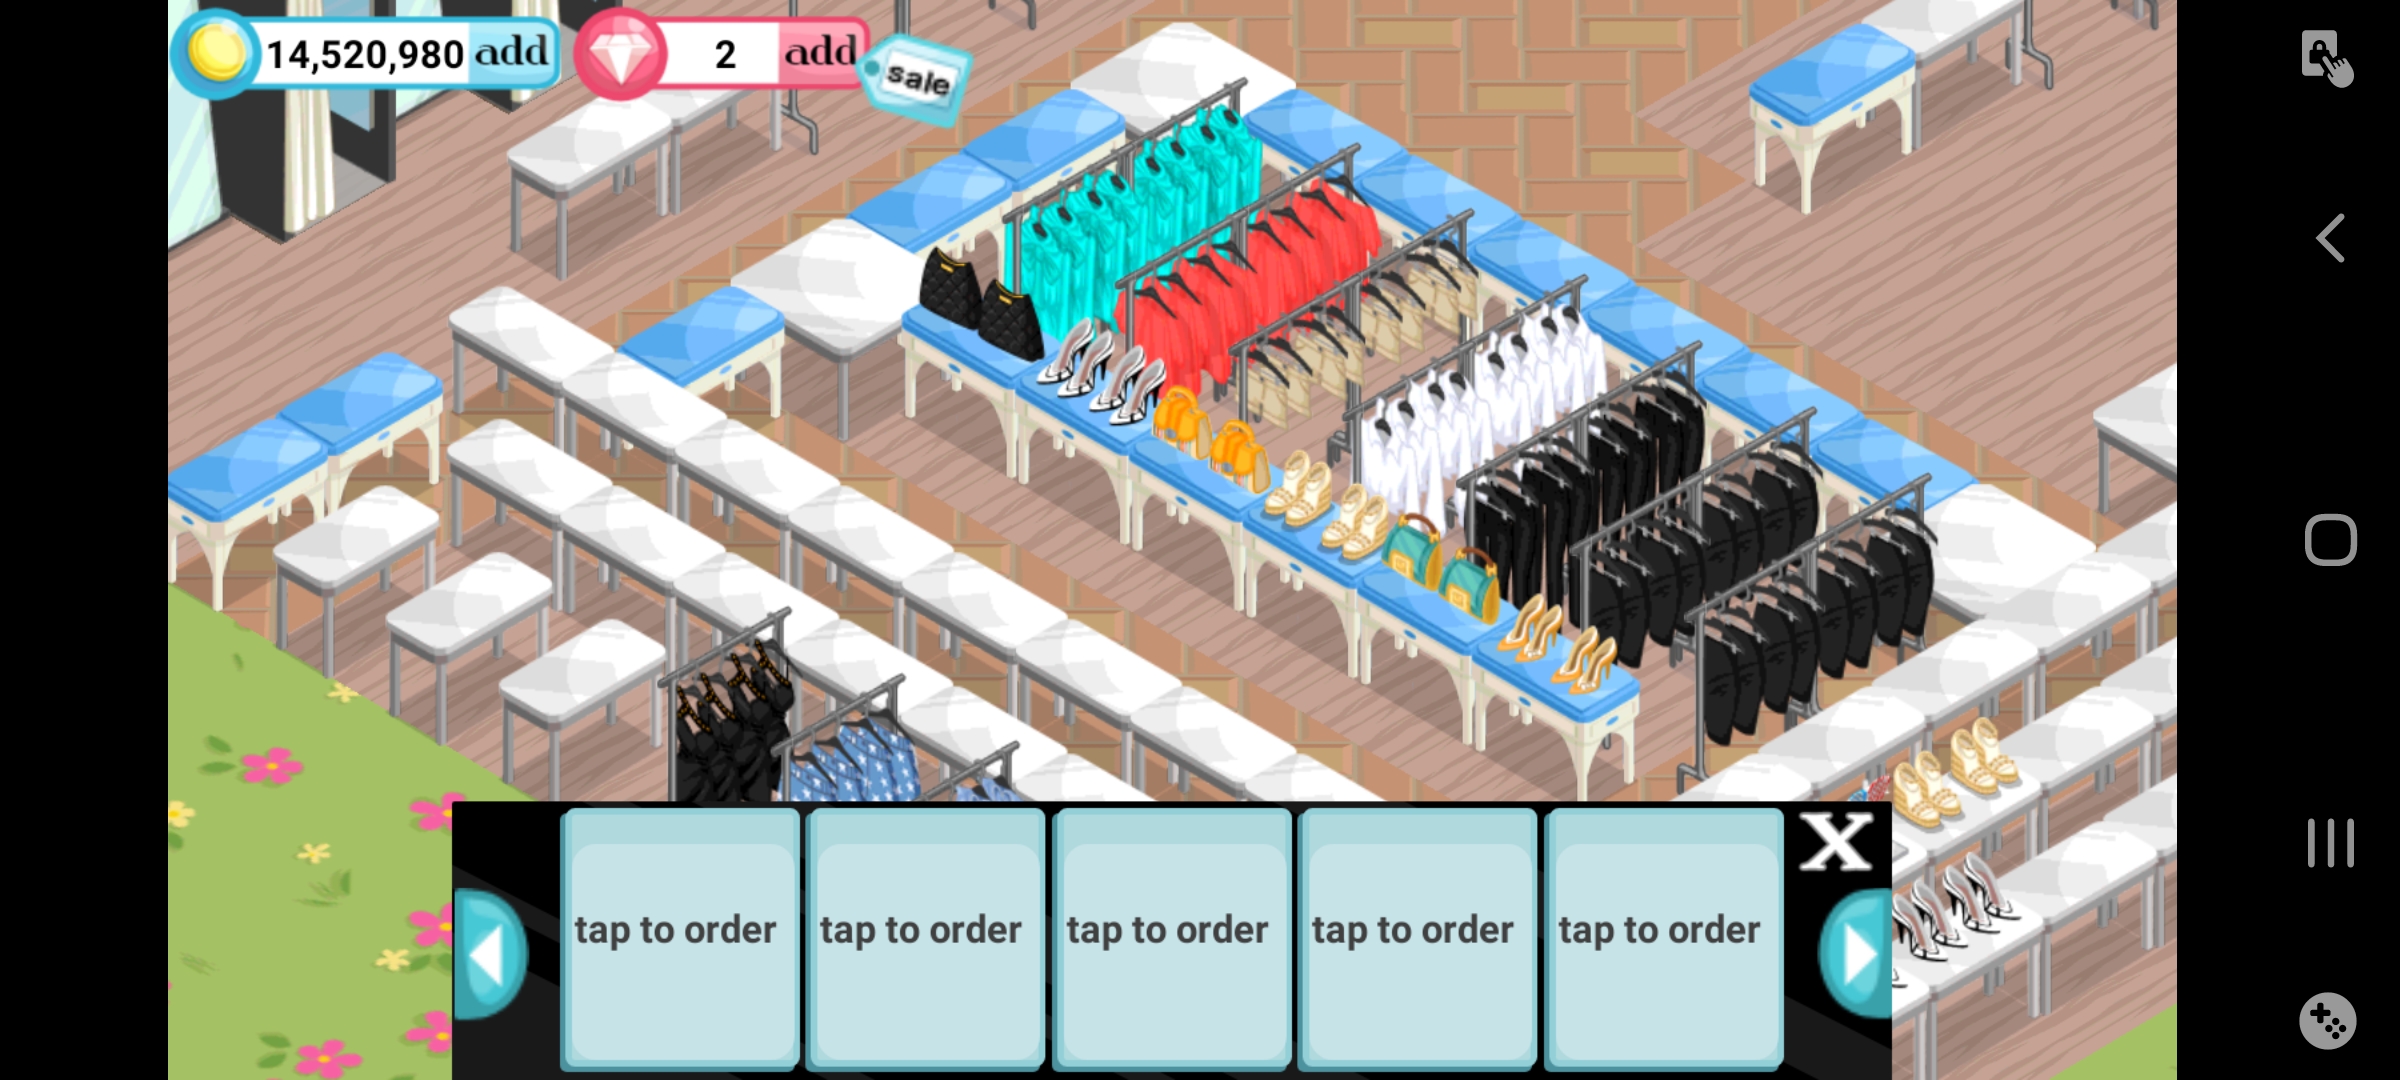 14,520,980 add
2 add
sale
X
tap to order
tap to order
tap to order
tap to order
tap to order